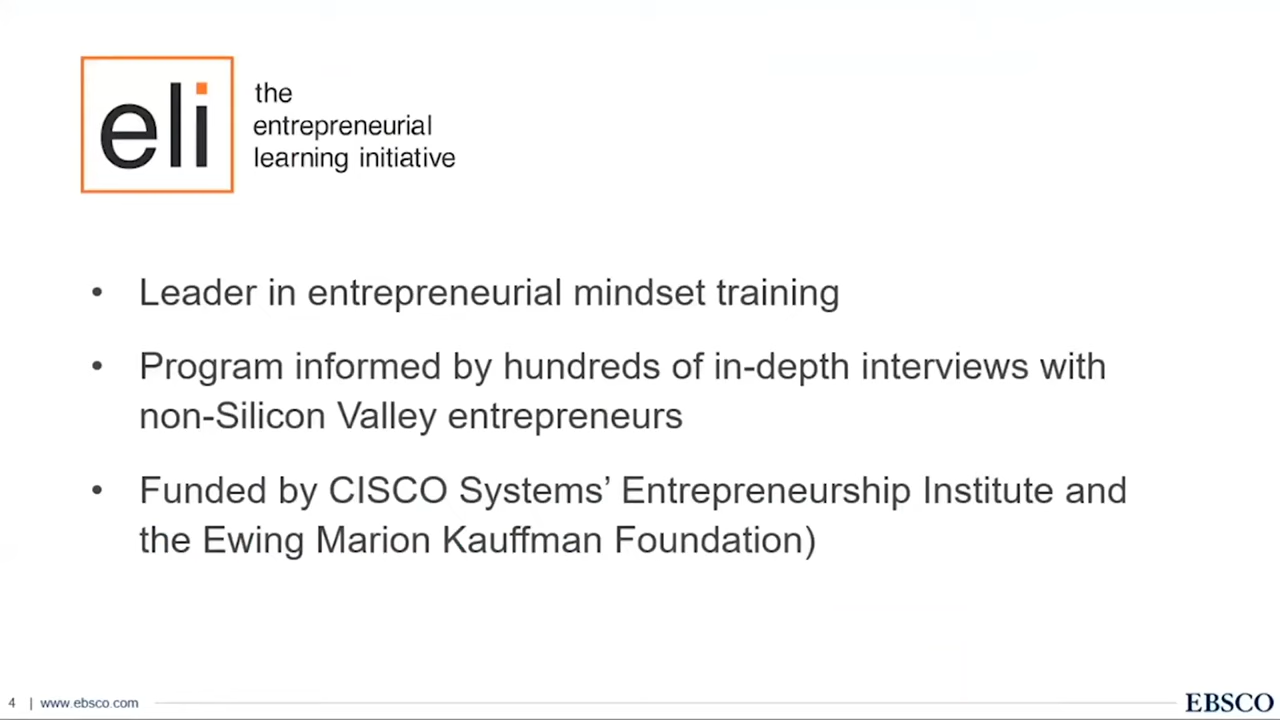 eli
the
entrepreneurial
learning initiative
• Leader in entrepreneurial mindset training
• Program informed by hundreds of in-depth interviews with
non-Silicon Valley entrepreneurs
• Funded by CISCO Systems’ Entrepreneurship Institute and
the Ewing Marion Kauffman Foundation)
4 | www.ebsco.com
EBSCO